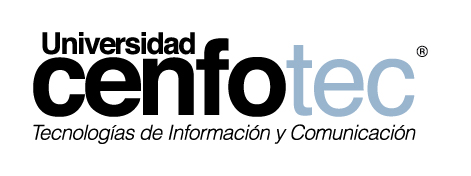 Universidad
cenfotec®
Tecnologías de Información y Comunicación